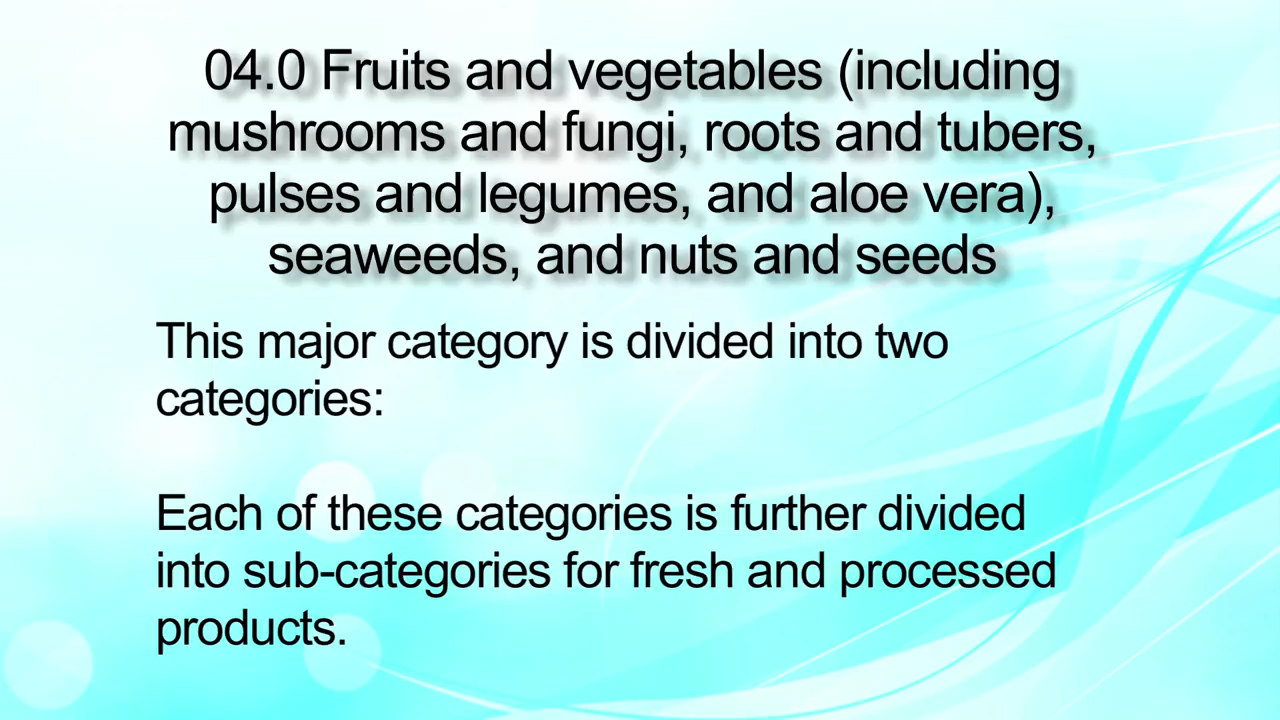 04.0 Fruits and vegetables (including
mushrooms and fungi, roots and tubers,
pulses and legumes, and aloe vera),
seaweeds, and nuts and seeds
This major category is divided into two
categories:
Each of these categories is further divided
into sub-categories for fresh and processed
products.